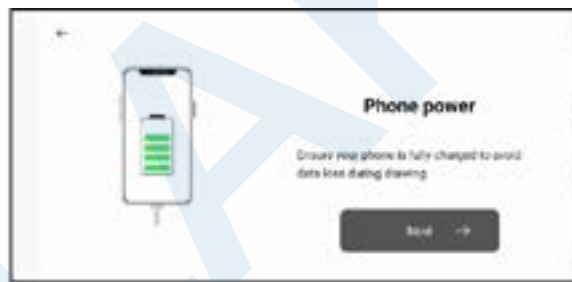 Phone power
Ensure your phone is fully charged to avoid
data loss during drawing
Next